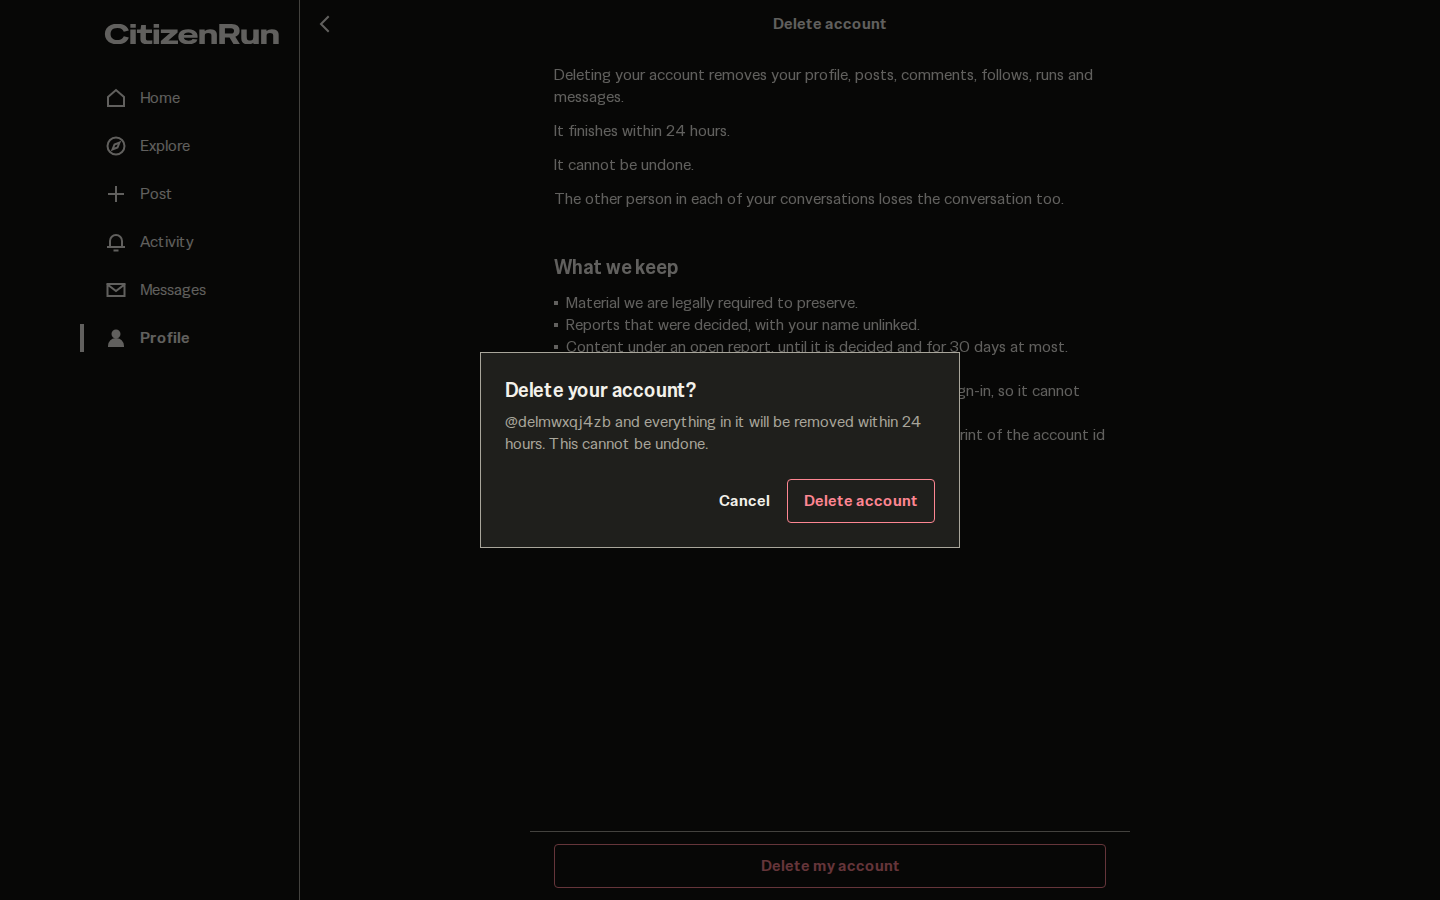 CitizenRun
Home
Explore
Post
Activity
Messages
Profile
Delete account
Deleting your account removes your profile, posts, comments, follows, runs and
messages.
It finishes within 24 hours.
It cannot be undone.
The other person in each of your conversations loses the conversation too.
What we keep
Material we are legally required to preserve.
Reports that were decided, with your name unlinked.
Content under an open report, until it is decided and for 30 days at most.
so it cannot
of the account id
Delete your account?
@delmwxqj4zb and everything in it will be removed within 24
hours. This cannot be undone.
Cancel
Delete account
Delete my account